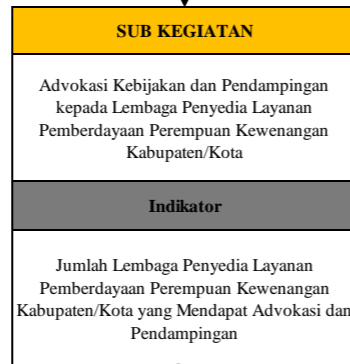 SUB KEGIATAN
Advokasi Kebijakan dan Pendampingan
kepada Lembaga Penyedia Layanan
Pemberdayaan Perempuan Kewenangan
Kabupaten/Kota
Indikator
Jumlah Lembaga Penyedia Layanan
Pemberdayaan Perempuan Kewenangan
Kabupaten/Kota yang Mendapat Advokasi dan
Pendampingan